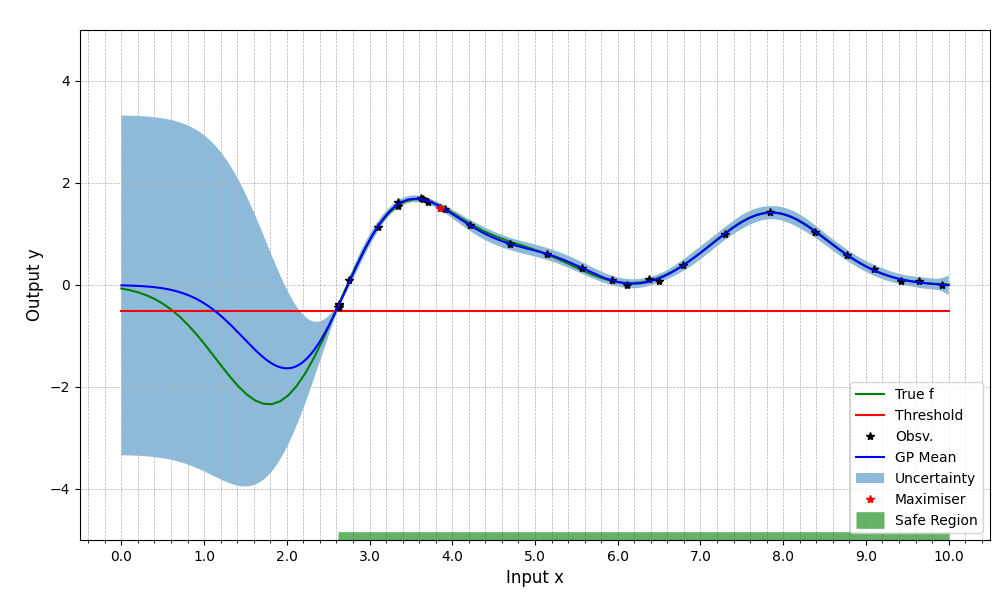 Output y
4
2
0
−2
−4
0.0 1.0 2.0 3.0 4.0 5.0 6.0 7.0 8.0 9.0 10.0
Input x
True f
Threshold
Obsv.
GP Mean
Uncertainty
Maximiser
Safe Region